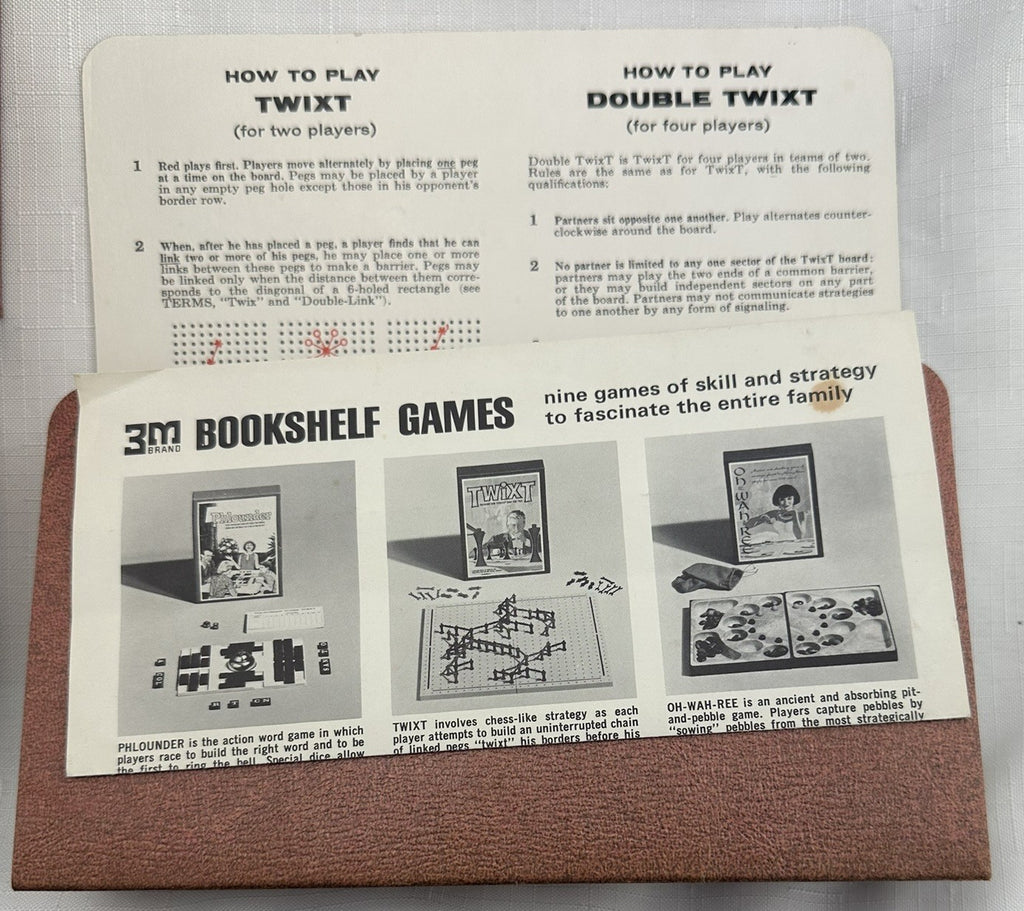 HOW TO PLAY
TWIXT
(for two players)
1 Red plays first. Players move alternately by placing one peg
at a time on the board. Pegs may be placed by a player
in any empty peg hole except those in his opponent's
border row.
2 When, after he has placed a peg, a player finds that he can
link two or more of his pegs, he may place one or more
links between these pegs to make a barrier. Pegs may
be linked only when the distance between them corre-
sponds to the diagonal of a 6-holed rectangle (see
TERMS, "Twix" and "Double-Link").
HOW TO PLAY
DOUBLE TWIXT
(for four players)
Double TwixT is TwixT for four players in teams of two.
Rules are the same as for TwixT, with the following
qualifications:
1 Partners sit opposite one another. Play alternates counter-
clockwise around the board.
2 No partner is limited to any one sector of the TwixT board:
partners may play the two ends of a common barrier,
or they may build independent sectors on any part
of the board. Partners may not communicate strategies
to one another by any form of signaling.
3M
BRAND
BOOKSHELF GAMES
nine games of skill and strategy
to fascinate the entire family
Phlounder
TWIXT
OH-WAH-REE
PHLOUNDER is the action word game in which
players race to build the right word and to be
the first to ring the bell. Special dice allow
TWIXT involves chess-like strategy as each
player attempts to build an uninterrupted chain
of linked pegs "twixt" his borders before his
OH-WAH-REE is an ancient and absorbing pit-
and-pebble game. Players capture pebbles by
"sowing" pebbles from the most strategically